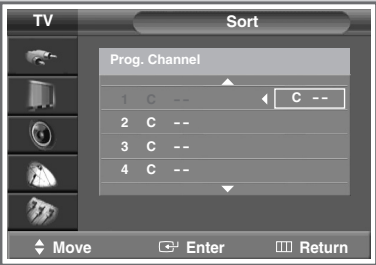 TV Sort
Prog. Channel
1 C -- C --
2 C --
3 C --
4 C --
Move Enter Return